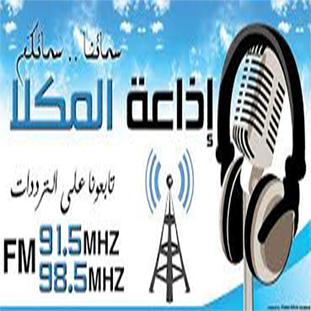 سمائنا .. سمائكم
إذاعة المكلا
تابعونا على الترددات
FM 91.5MHZ
98.5MHZ